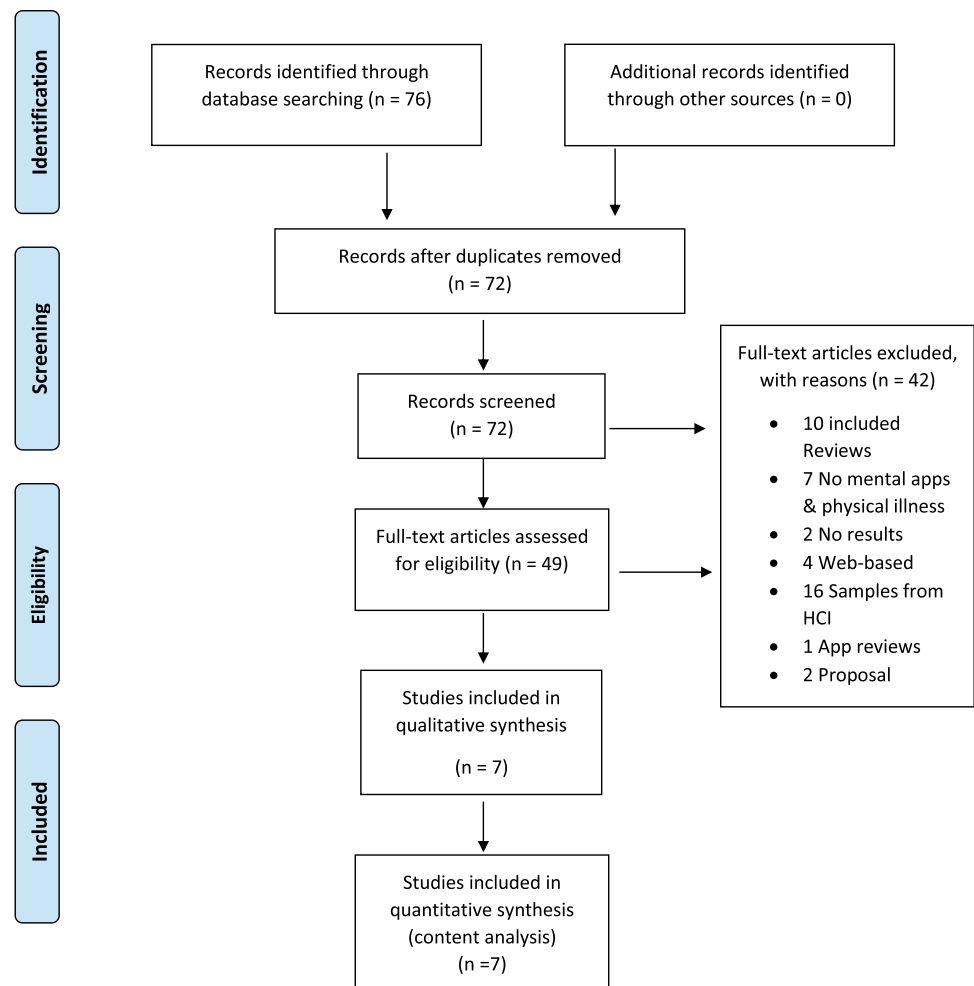 Identification
Records identified through
database searching (n = 76)
Additional records identified
through other sources (n = 0)
Records after duplicates removed
(n = 72)
Screening
Records screened
(n = 72)
Full-text articles excluded,
with reasons (n = 42)
• 10 included
Reviews
• 7 No mental apps
& physical illness
• 2 No results
• 4 Web-based
• 16 Samples from
HCI
• 1 App reviews
• 2 Proposal
Eligibility
Full-text articles assessed
for eligibility (n = 49)
Studies included in
qualitative synthesis
(n = 7)
Included
Studies included in
quantitative synthesis
(content analysis)
(n =7)